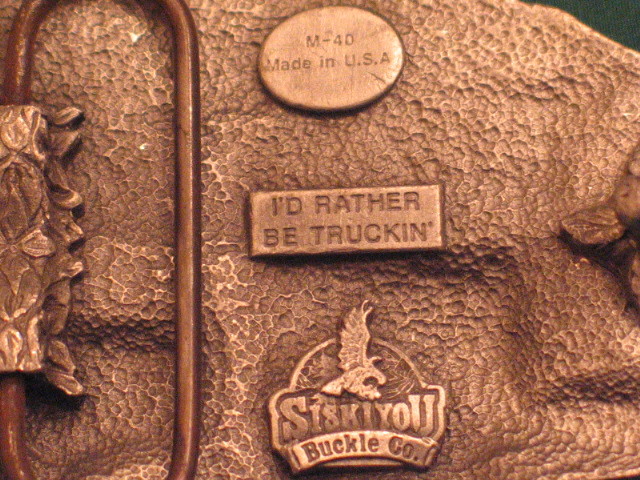 M-40
Made in U.S.A
I'D RATHER
BE TRUCKIN'
SISKIYOU
Buckle Co.